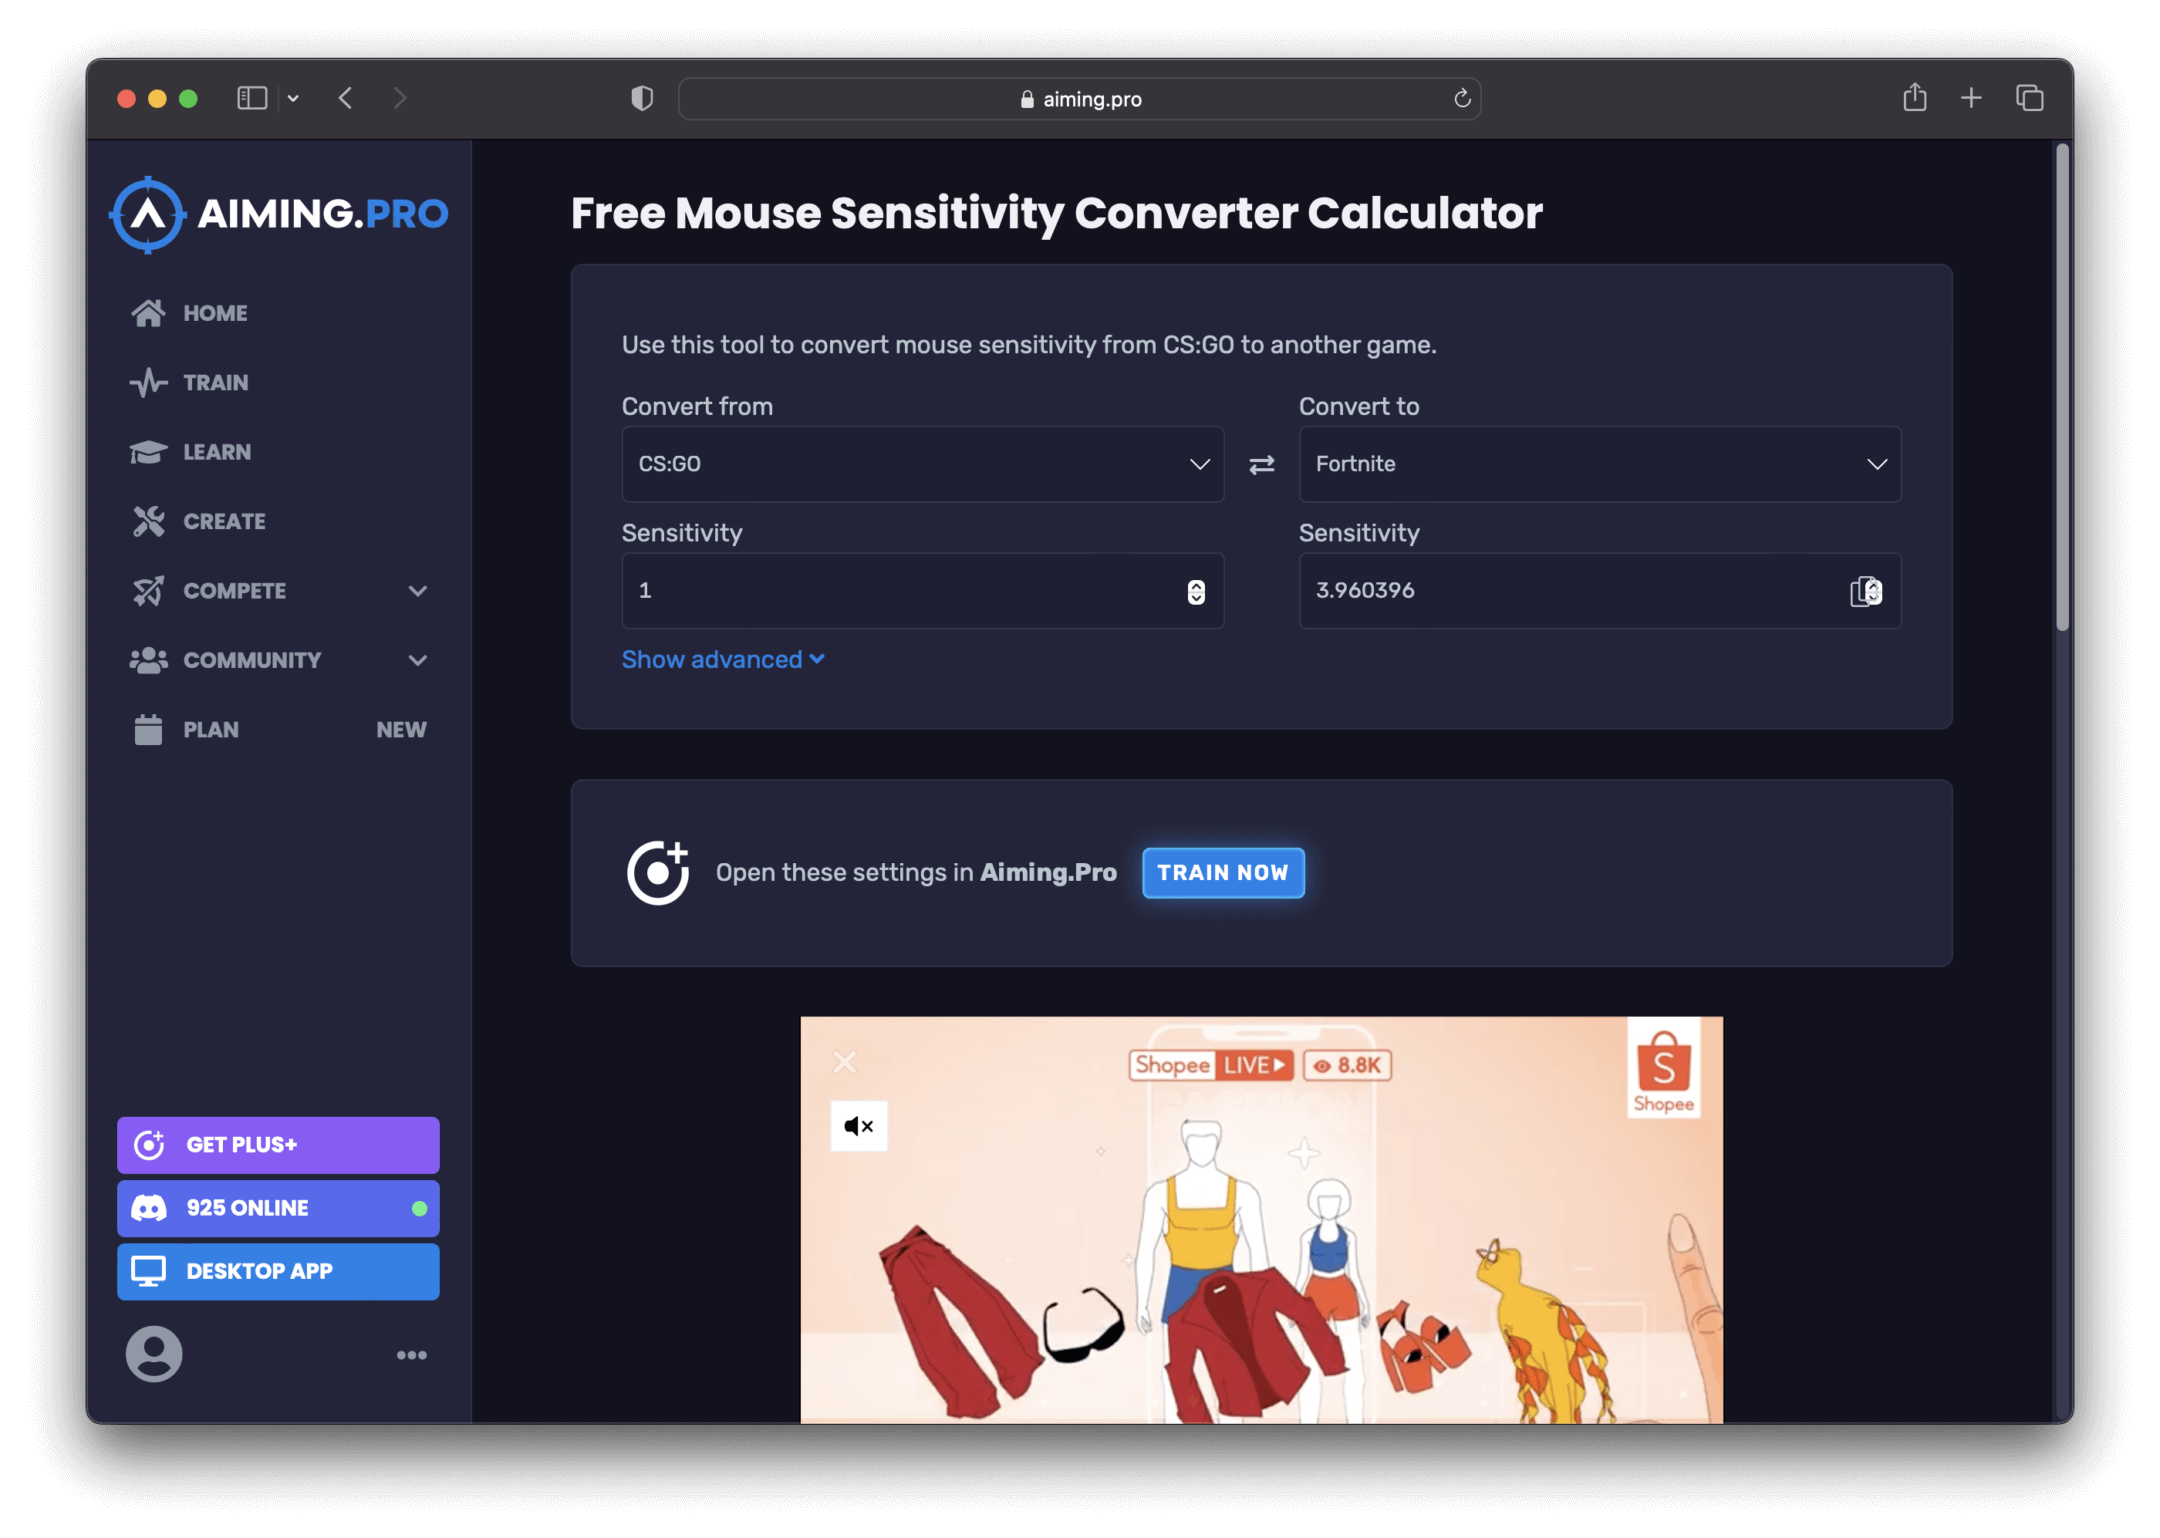 aiming.pro
AIMING.PRO
HOME
TRAIN
LEARN
CREATE
COMPETE
COMMUNITY
PLAN NEW
GET PLUS+
925 ONLINE
DESKTOP APP
Free Mouse Sensitivity Converter Calculator
Use this tool to convert mouse sensitivity from CS:GO to another game.
Convert from
CS:GO
Sensitivity
1
Show advanced
Convert to
Fortnite
Sensitivity
3.960396
Open these settings in Aiming.Pro TRAIN NOW
Shopee LIVE 8.8K
S
Shopee
FASHION